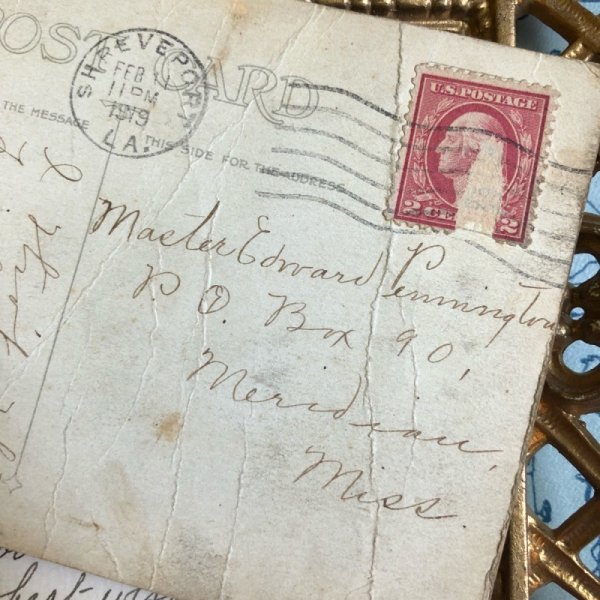 POST CARD
SHREVEPORT
FEB
11 PM
1919
LA.
THE MESSAGE
THIS SIDE FOR THE ADDRESS
U.S. POSTAGE
2 CE 2
Master Edward Pennington
P. O. Box 90,
Meridian,
Miss.